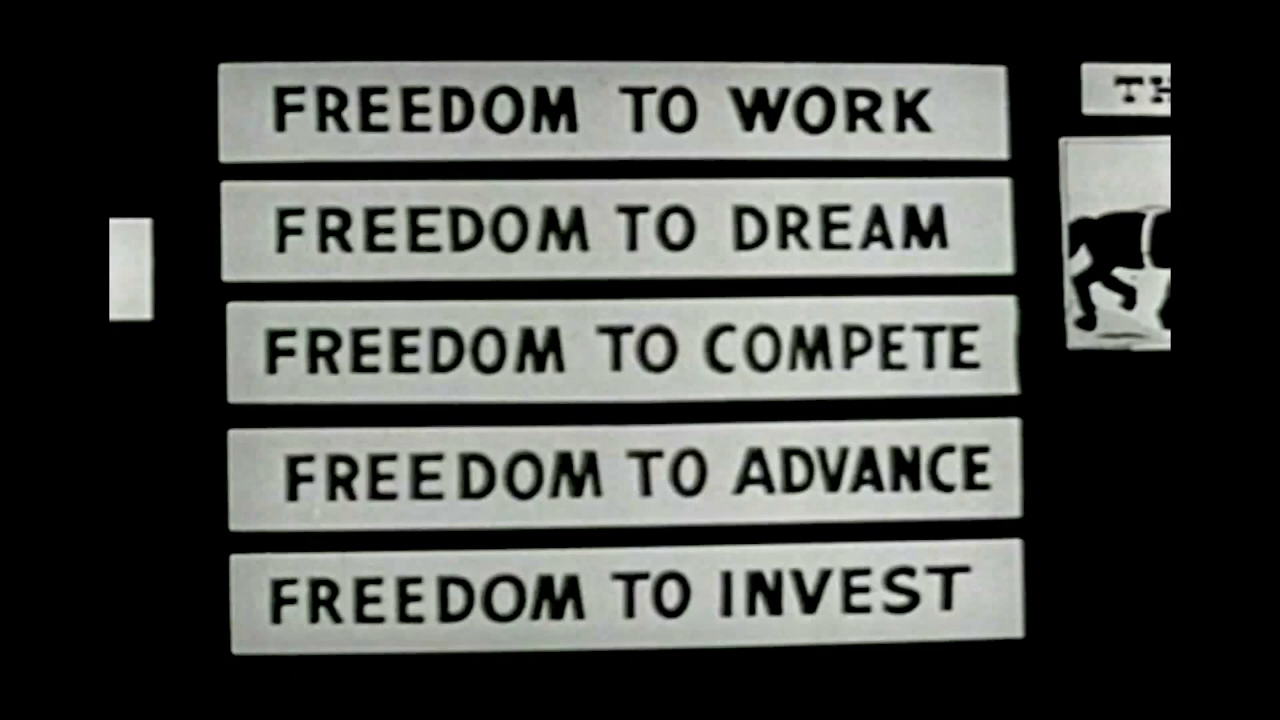 FREEDOM TO WORK
FREEDOM TO DREAM
FREEDOM TO COMPETE
FREEDOM TO ADVANCE
FREEDOM TO INVEST